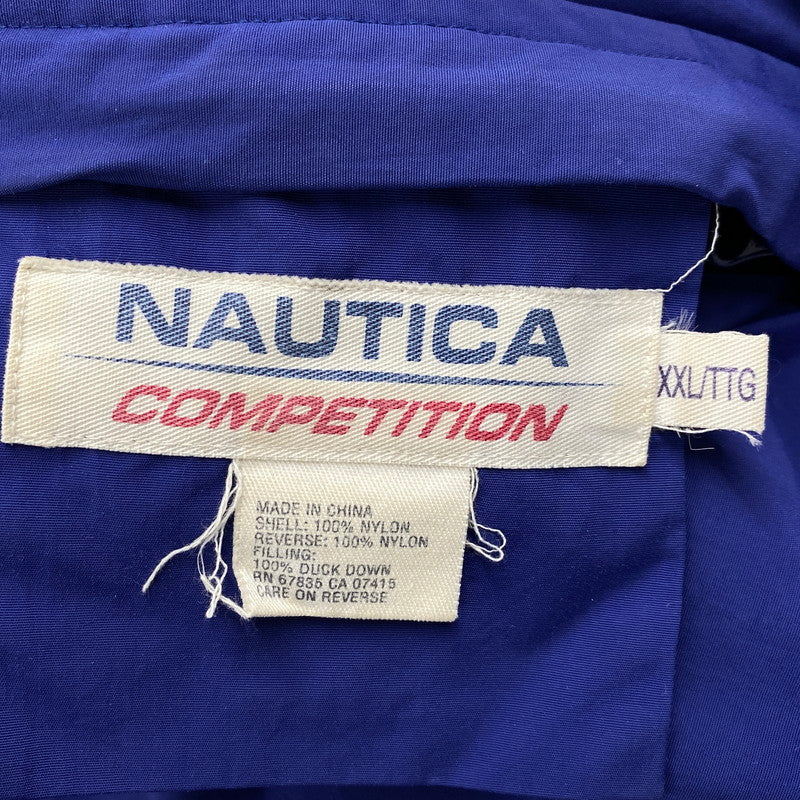 NAUTICA
COMPETITION
XXL/TTG
MADE IN CHINA
SHELL: 100% NYLON
REVERSE: 100% NYLON
FILLING:
100% DUCK DOWN
RN 67835 CA 07415
CARE ON REVERSE